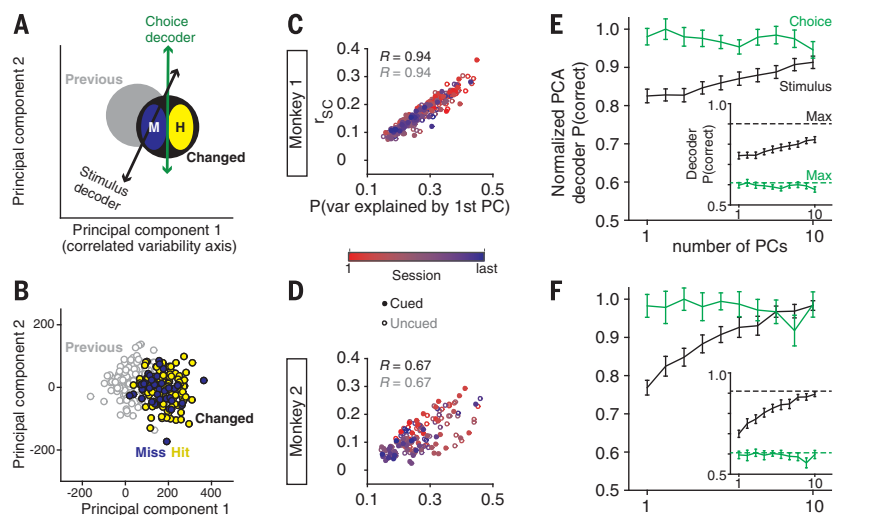 A
Choice
decoder
Previous
M
H
Changed
Stimulus
decoder
Principal component 2
Principal component 1
(correlated variability axis)
B
Principal component 2
200
0
-200
Previous
Changed
Miss Hit
-200
0
200
400
Principal component 1
C
Monkey 1
rSC
R = 0.94
R = 0.94
0.4
0.3
0.2
0.1
0
0.1
0.3
0.5
P(var explained by 1st PC)
1
Session
last
Cued
Uncued
D
Monkey 2
R = 0.67
R = 0.67
0.4
0.3
0.2
0.1
0
0.1
0.3
0.5
E
Normalized PCA
decoder P(correct)
1.0
0.9
0.8
0.7
0.6
0.5
Choice
Stimulus
Decoder
P(correct)
1.0
0.5
Max
Max
1
10
1
10
number of PCs
F
1.0
0.9
0.8
0.7
0.6
0.5
1.0
0.5
1
10
1
10